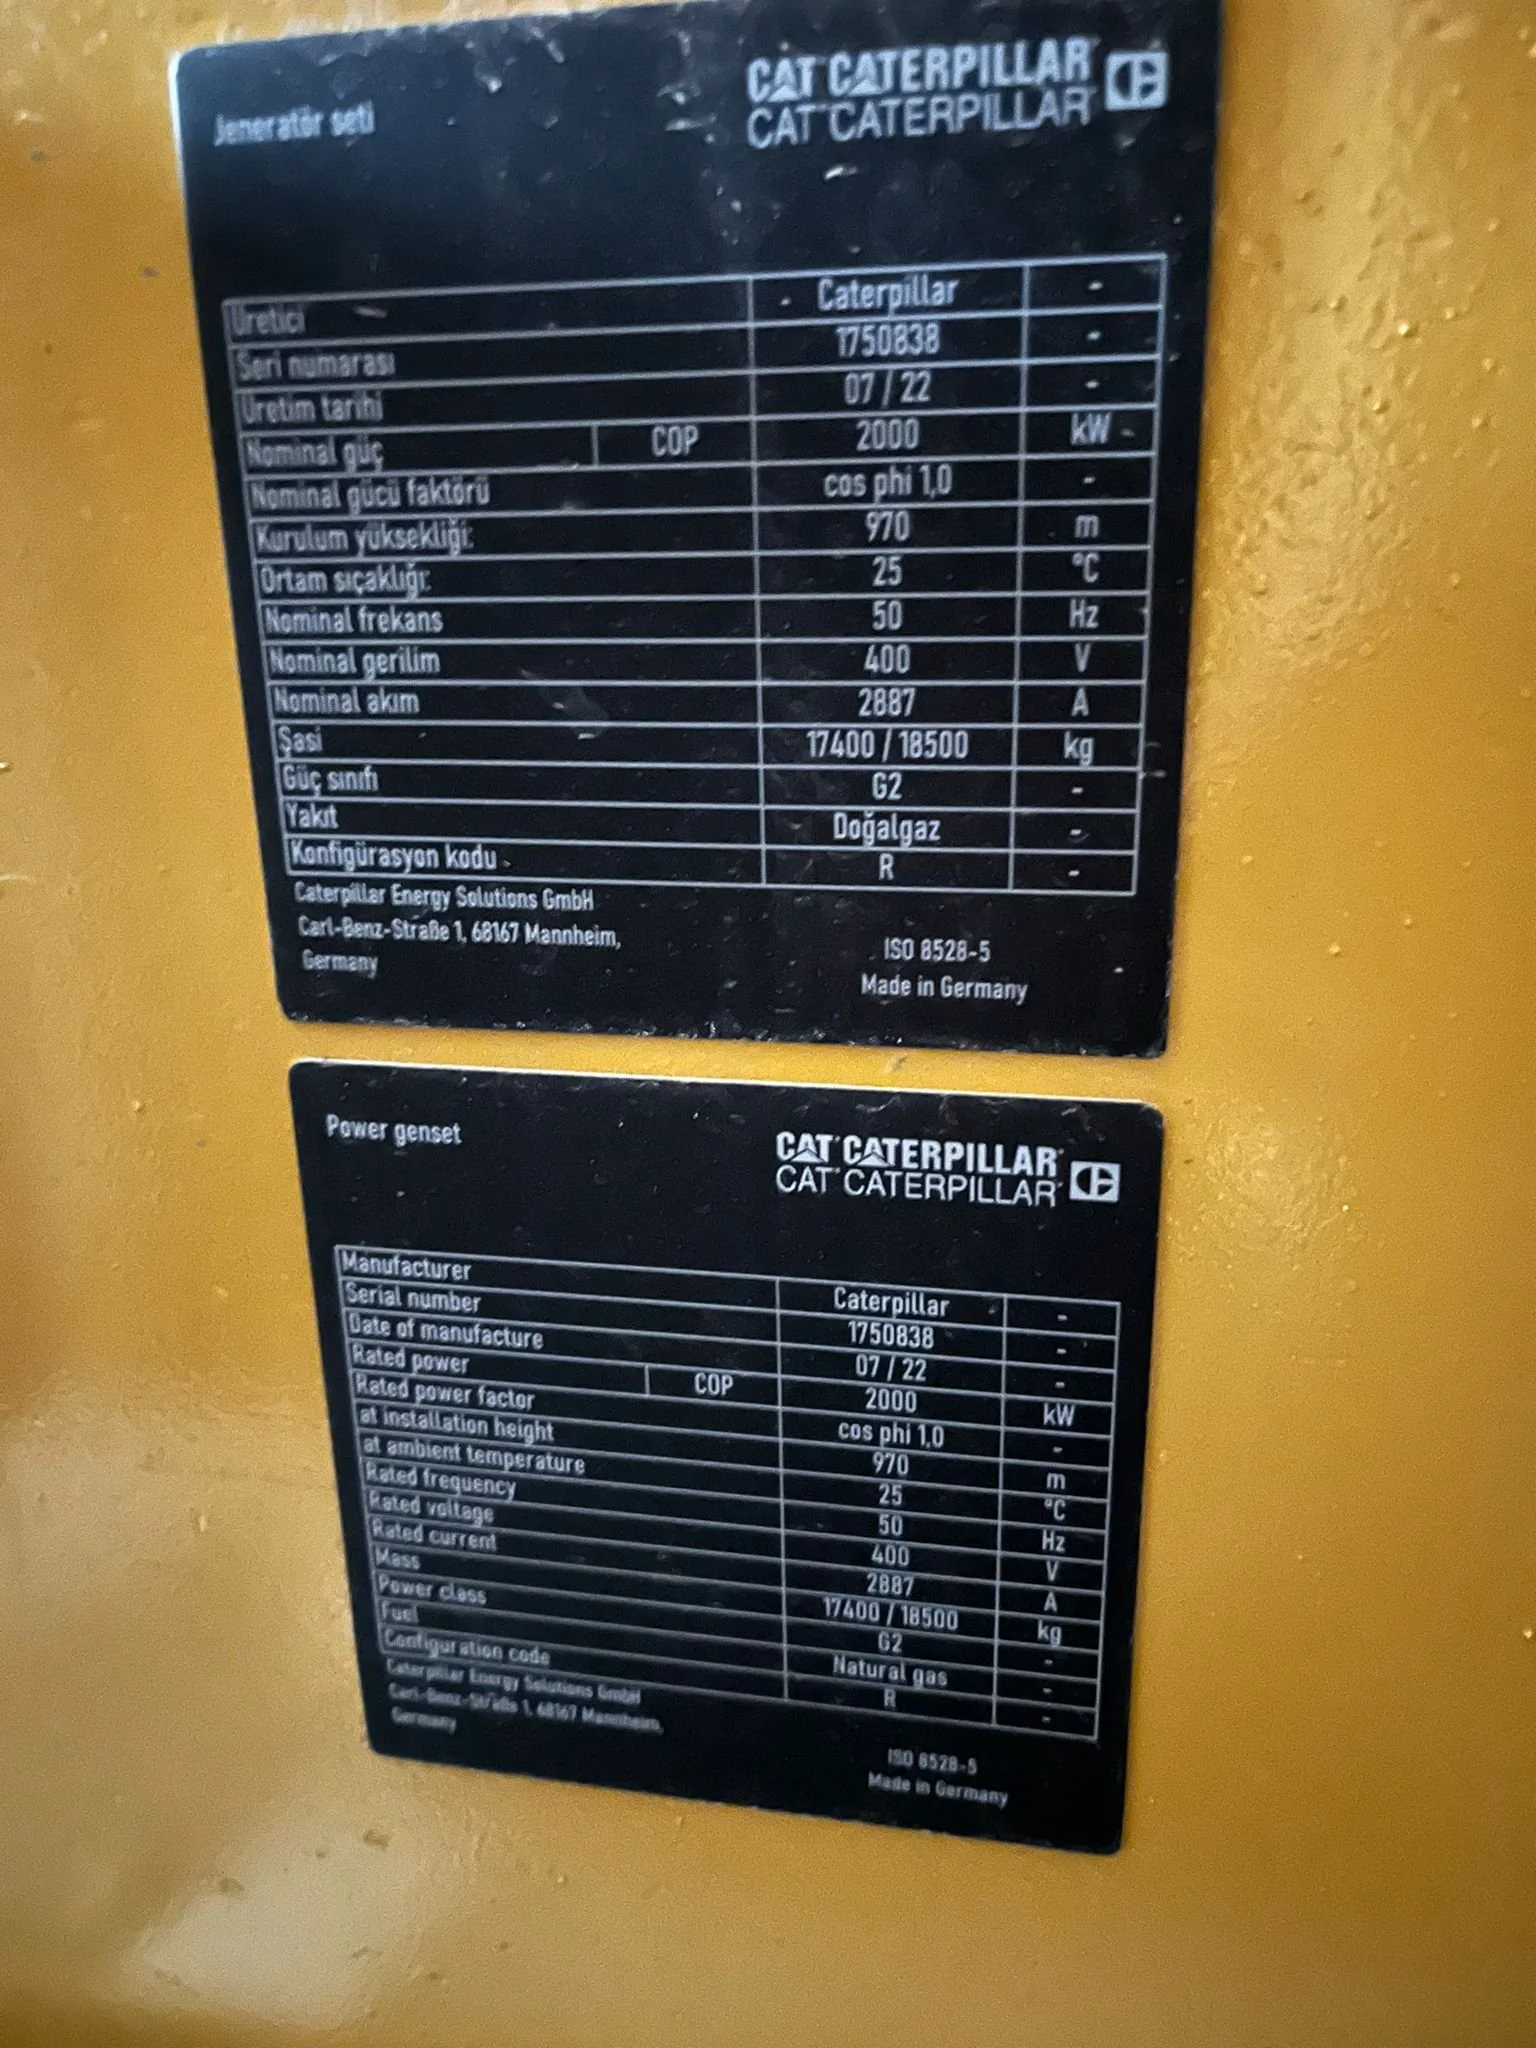 Jeneratör seti
CAT CATERPILLAR
CAT CATERPILLAR
Üretici Caterpillar -
Seri numarası 1750838 -
Üretim tarihi 07 / 22 -
Nominal güç COP 2000 kW
Nominal gücü faktörü cos phi 1,0 -
Kurulum yüksekliği: 970 m
Ortam sıçaklığı: 25 °C
Nominal frekans 50 Hz
Nominal gerilim 400 V
Nominal akım 2887 A
Şasi 17400 / 18500 kg
Güç sınıfı G2 -
Yakıt Doğalgaz -
Konfigürasyon kodu R -
Caterpillar Energy Solutions GmbH
Carl-Benz-Straße 1, 68167 Mannheim,
Germany
ISO 8528-5
Made in Germany
Power genset
CAT CATERPILLAR
CAT CATERPILLAR
Manufacturer Caterpillar -
Serial number 1750838 -
Date of manufacture 07 / 22 -
Rated power COP 2000 kW
Rated power factor cos phi 1,0 -
at installation height 970 m
at ambient temperature 25 °C
Rated frequency 50 Hz
Rated voltage 400 V
Rated current 2887 A
Mass 17400 / 18500 kg
Power class G2 -
Fuel Natural gas -
Configuration code R -
Caterpillar Energy Solutions GmbH
Carl-Benz-Straße 1, 68167 Mannheim,
Germany
ISO 8528-5
Made in Germany